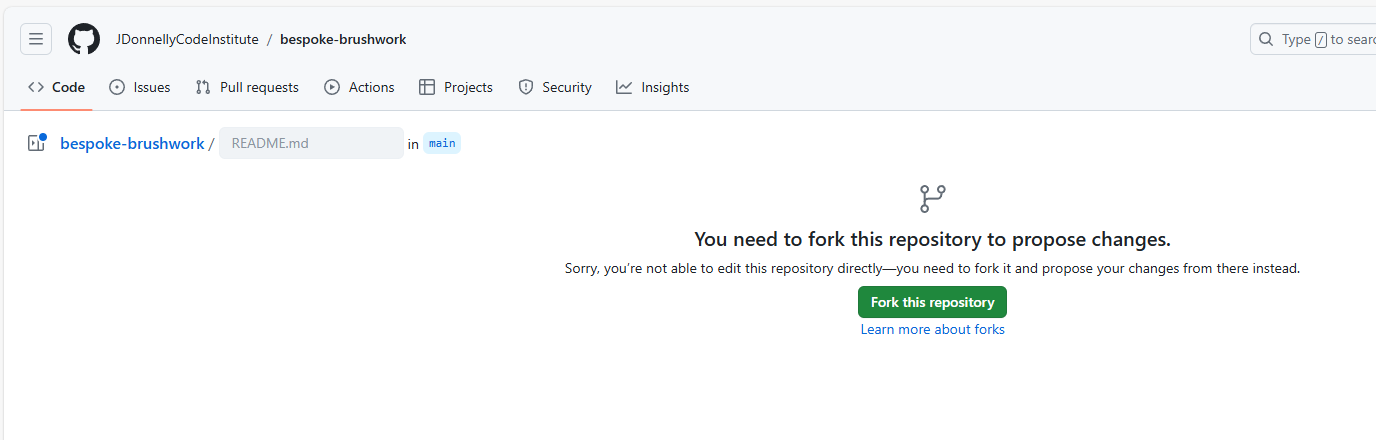 JDonnellyCodeInstitute / bespoke-brushwork
Type / to searc
Code Issues Pull requests Actions Projects Security Insights
bespoke-brushwork / README.md in main
You need to fork this repository to propose changes.
Sorry, you’re not able to edit this repository directly—you need to fork it and propose your changes from there instead.
Fork this repository
Learn more about forks